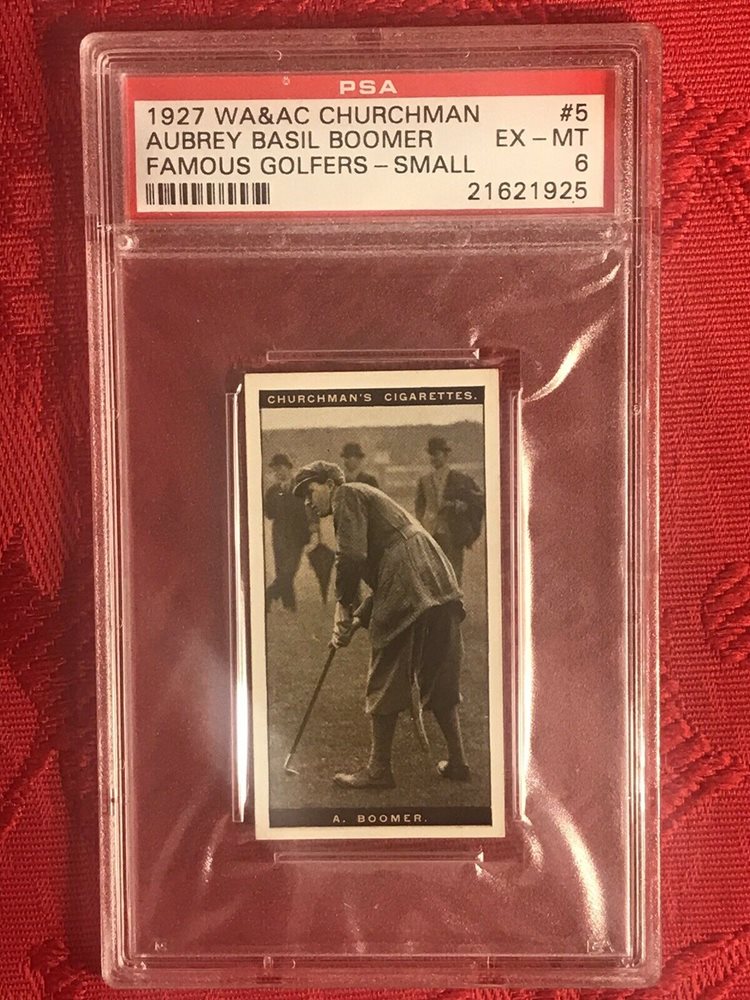 PSA
1927 WA&AC CHURCHMAN #5
AUBREY BASIL BOOMER EX – MT
FAMOUS GOLFERS – SMALL 6
21621925
CHURCHMAN'S CIGARETTES.
A. BOOMER.